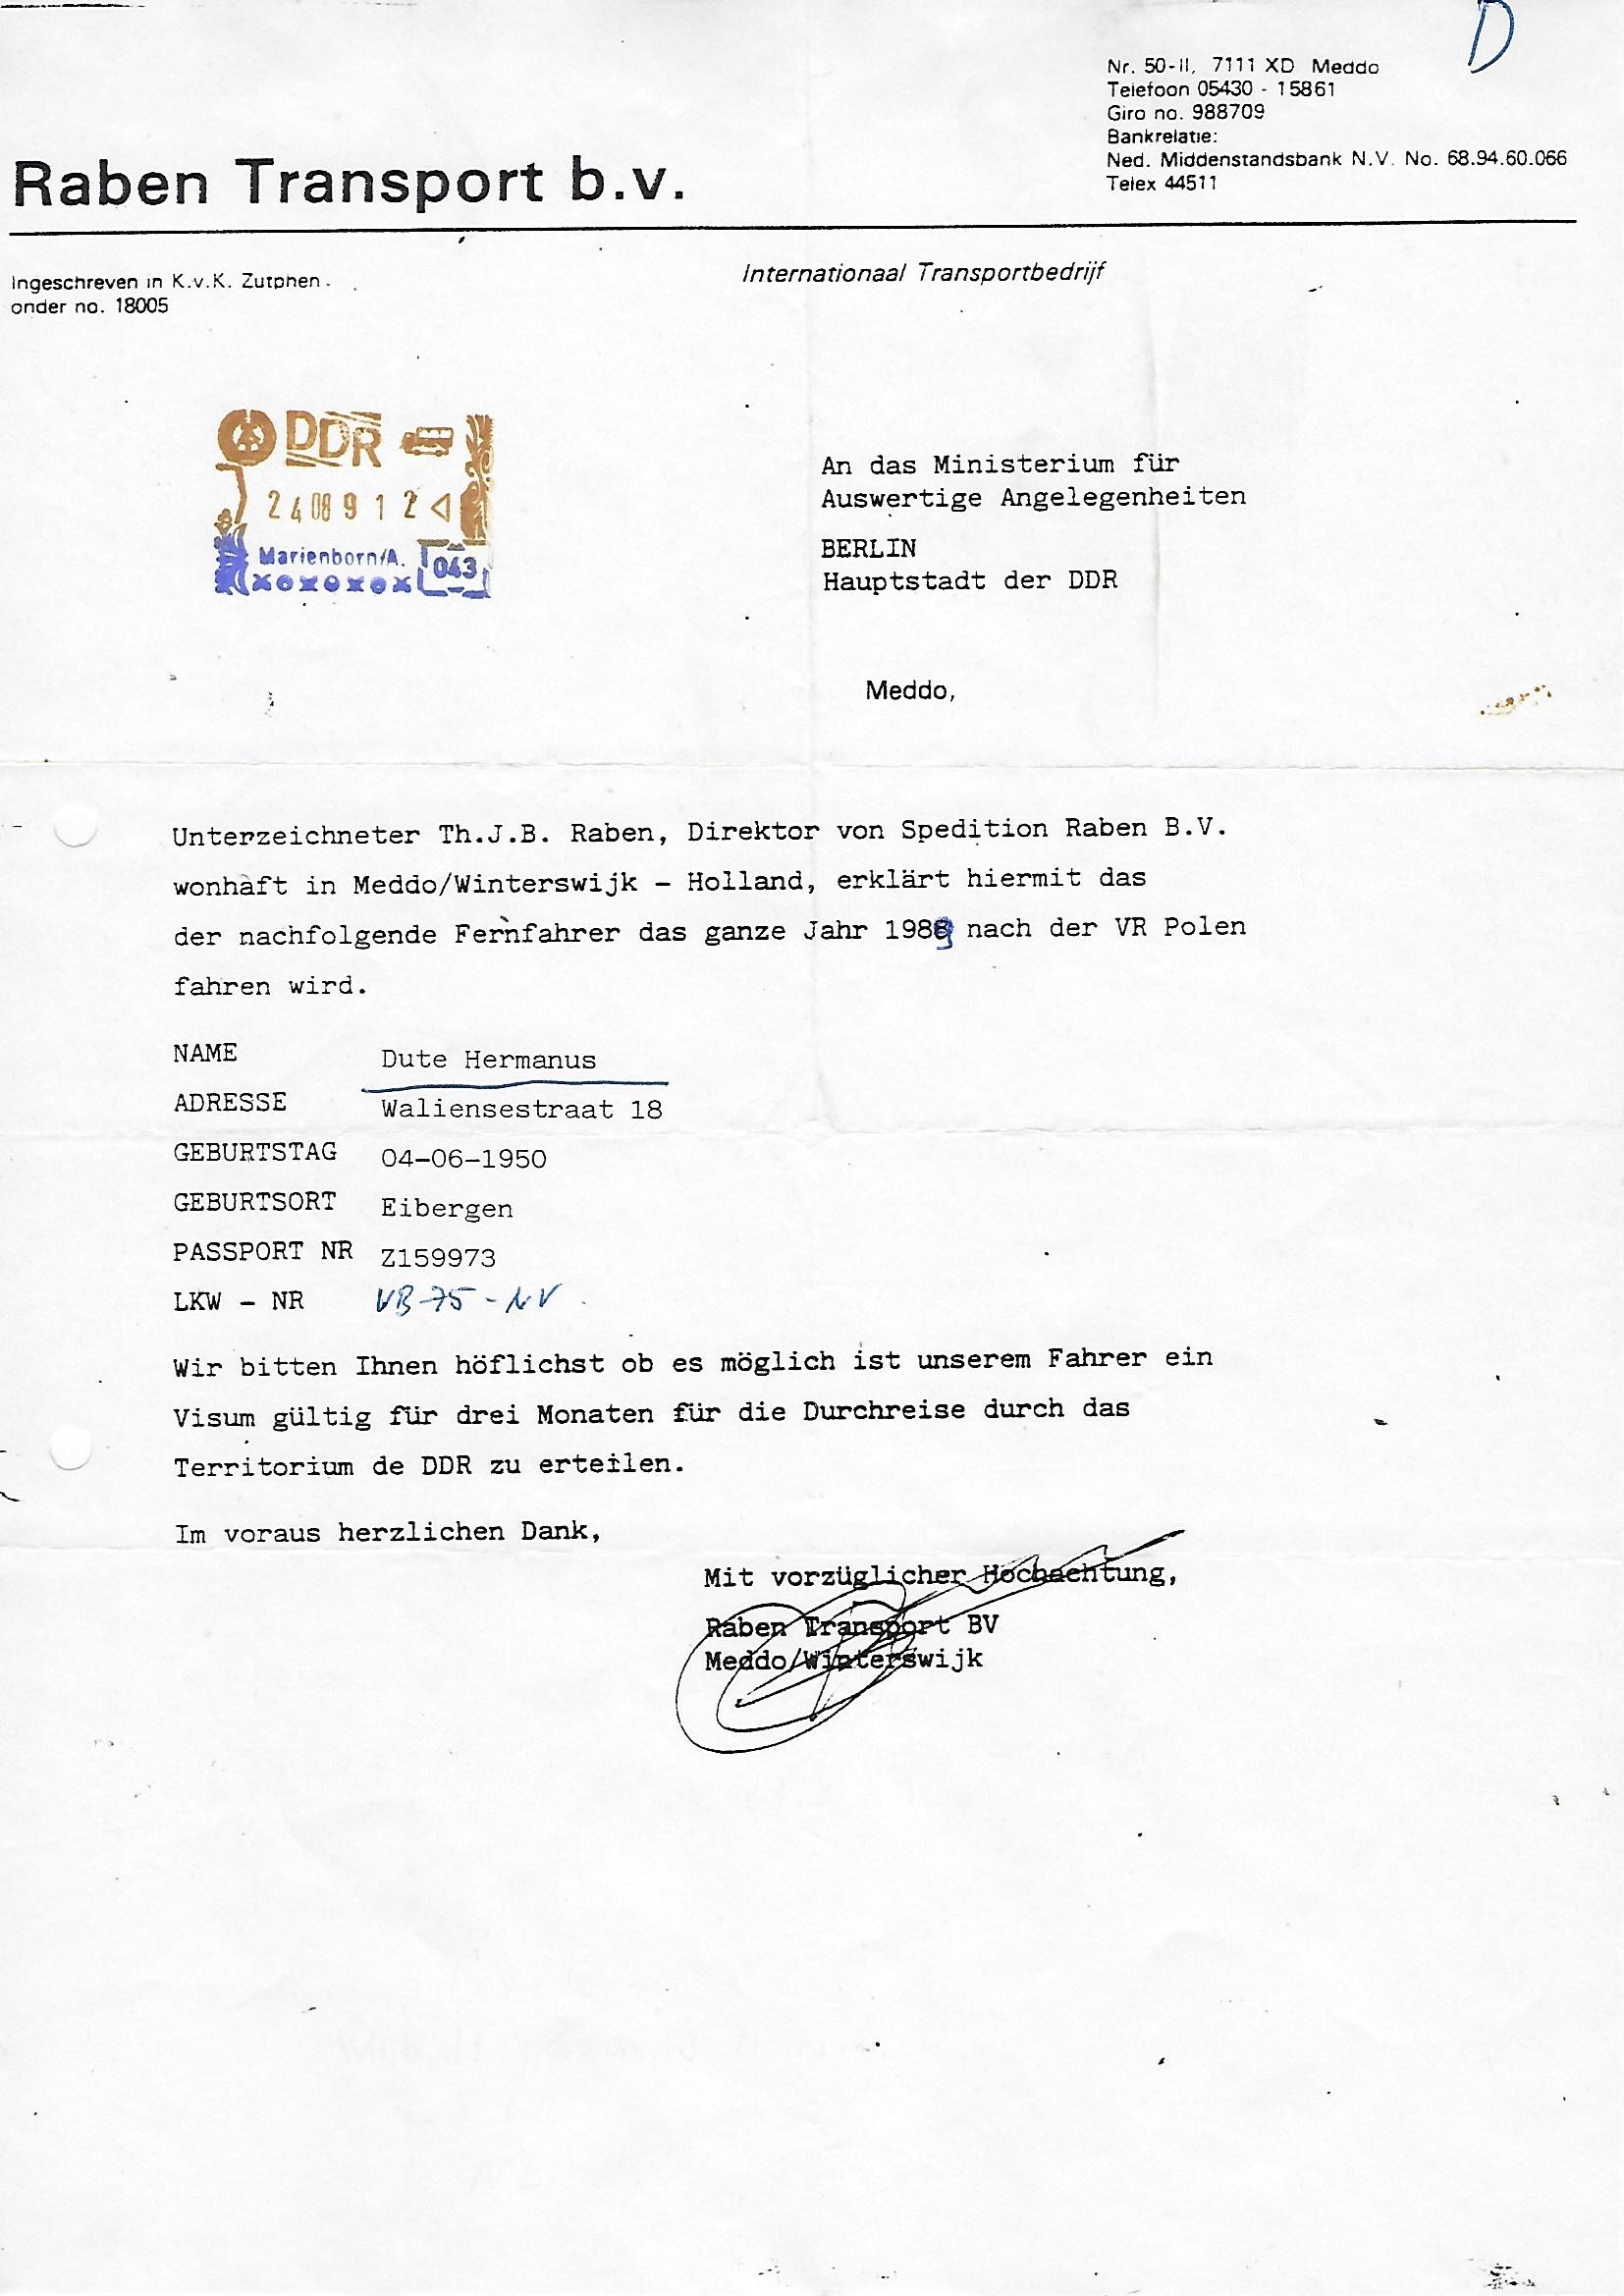 D
Nr. 50-II, 7111 XD Meddo
Telefoon 05430 - 15861
Giro no. 988709
Bankrelatie:
Ned. Middenstandsbank N.V. No. 68.94.60.066
Telex 44511
Raben Transport b.v.
Ingeschreven in K.v.K. Zutphen.
onder no. 18005
Internationaal Transportbedrijf
DDR
24 08 9 1 2
Marienborn/A. 043
An das Ministerium für
Auswertige Angelegenheiten
BERLIN
Hauptstadt der DDR
Meddo,
Unterzeichneter Th.J.B. Raben, Direktor von Spedition Raben B.V.
wonhaft in Meddo/Winterswijk – Holland, erklärt hiermit das
der nachfolgende Fernfahrer das ganze Jahr 1989 nach der VR Polen
fahren wird.
NAME Dute Hermanus
ADRESSE Waliensestraat 18
GEBURTSTAG 04-06-1950
GEBURTSORT Eibergen
PASSPORT NR Z159973
LKW – NR VB-75-NV
Wir bitten Ihnen höflichst ob es möglich ist unserem Fahrer ein
Visum gültig für drei Monaten für die Durchreise durch das
Territorium de DDR zu erteilen.
Im voraus herzlichen Dank,
Mit vorzüglicher Hochachtung,
Raben Transport BV
Meddo/Winterswijk